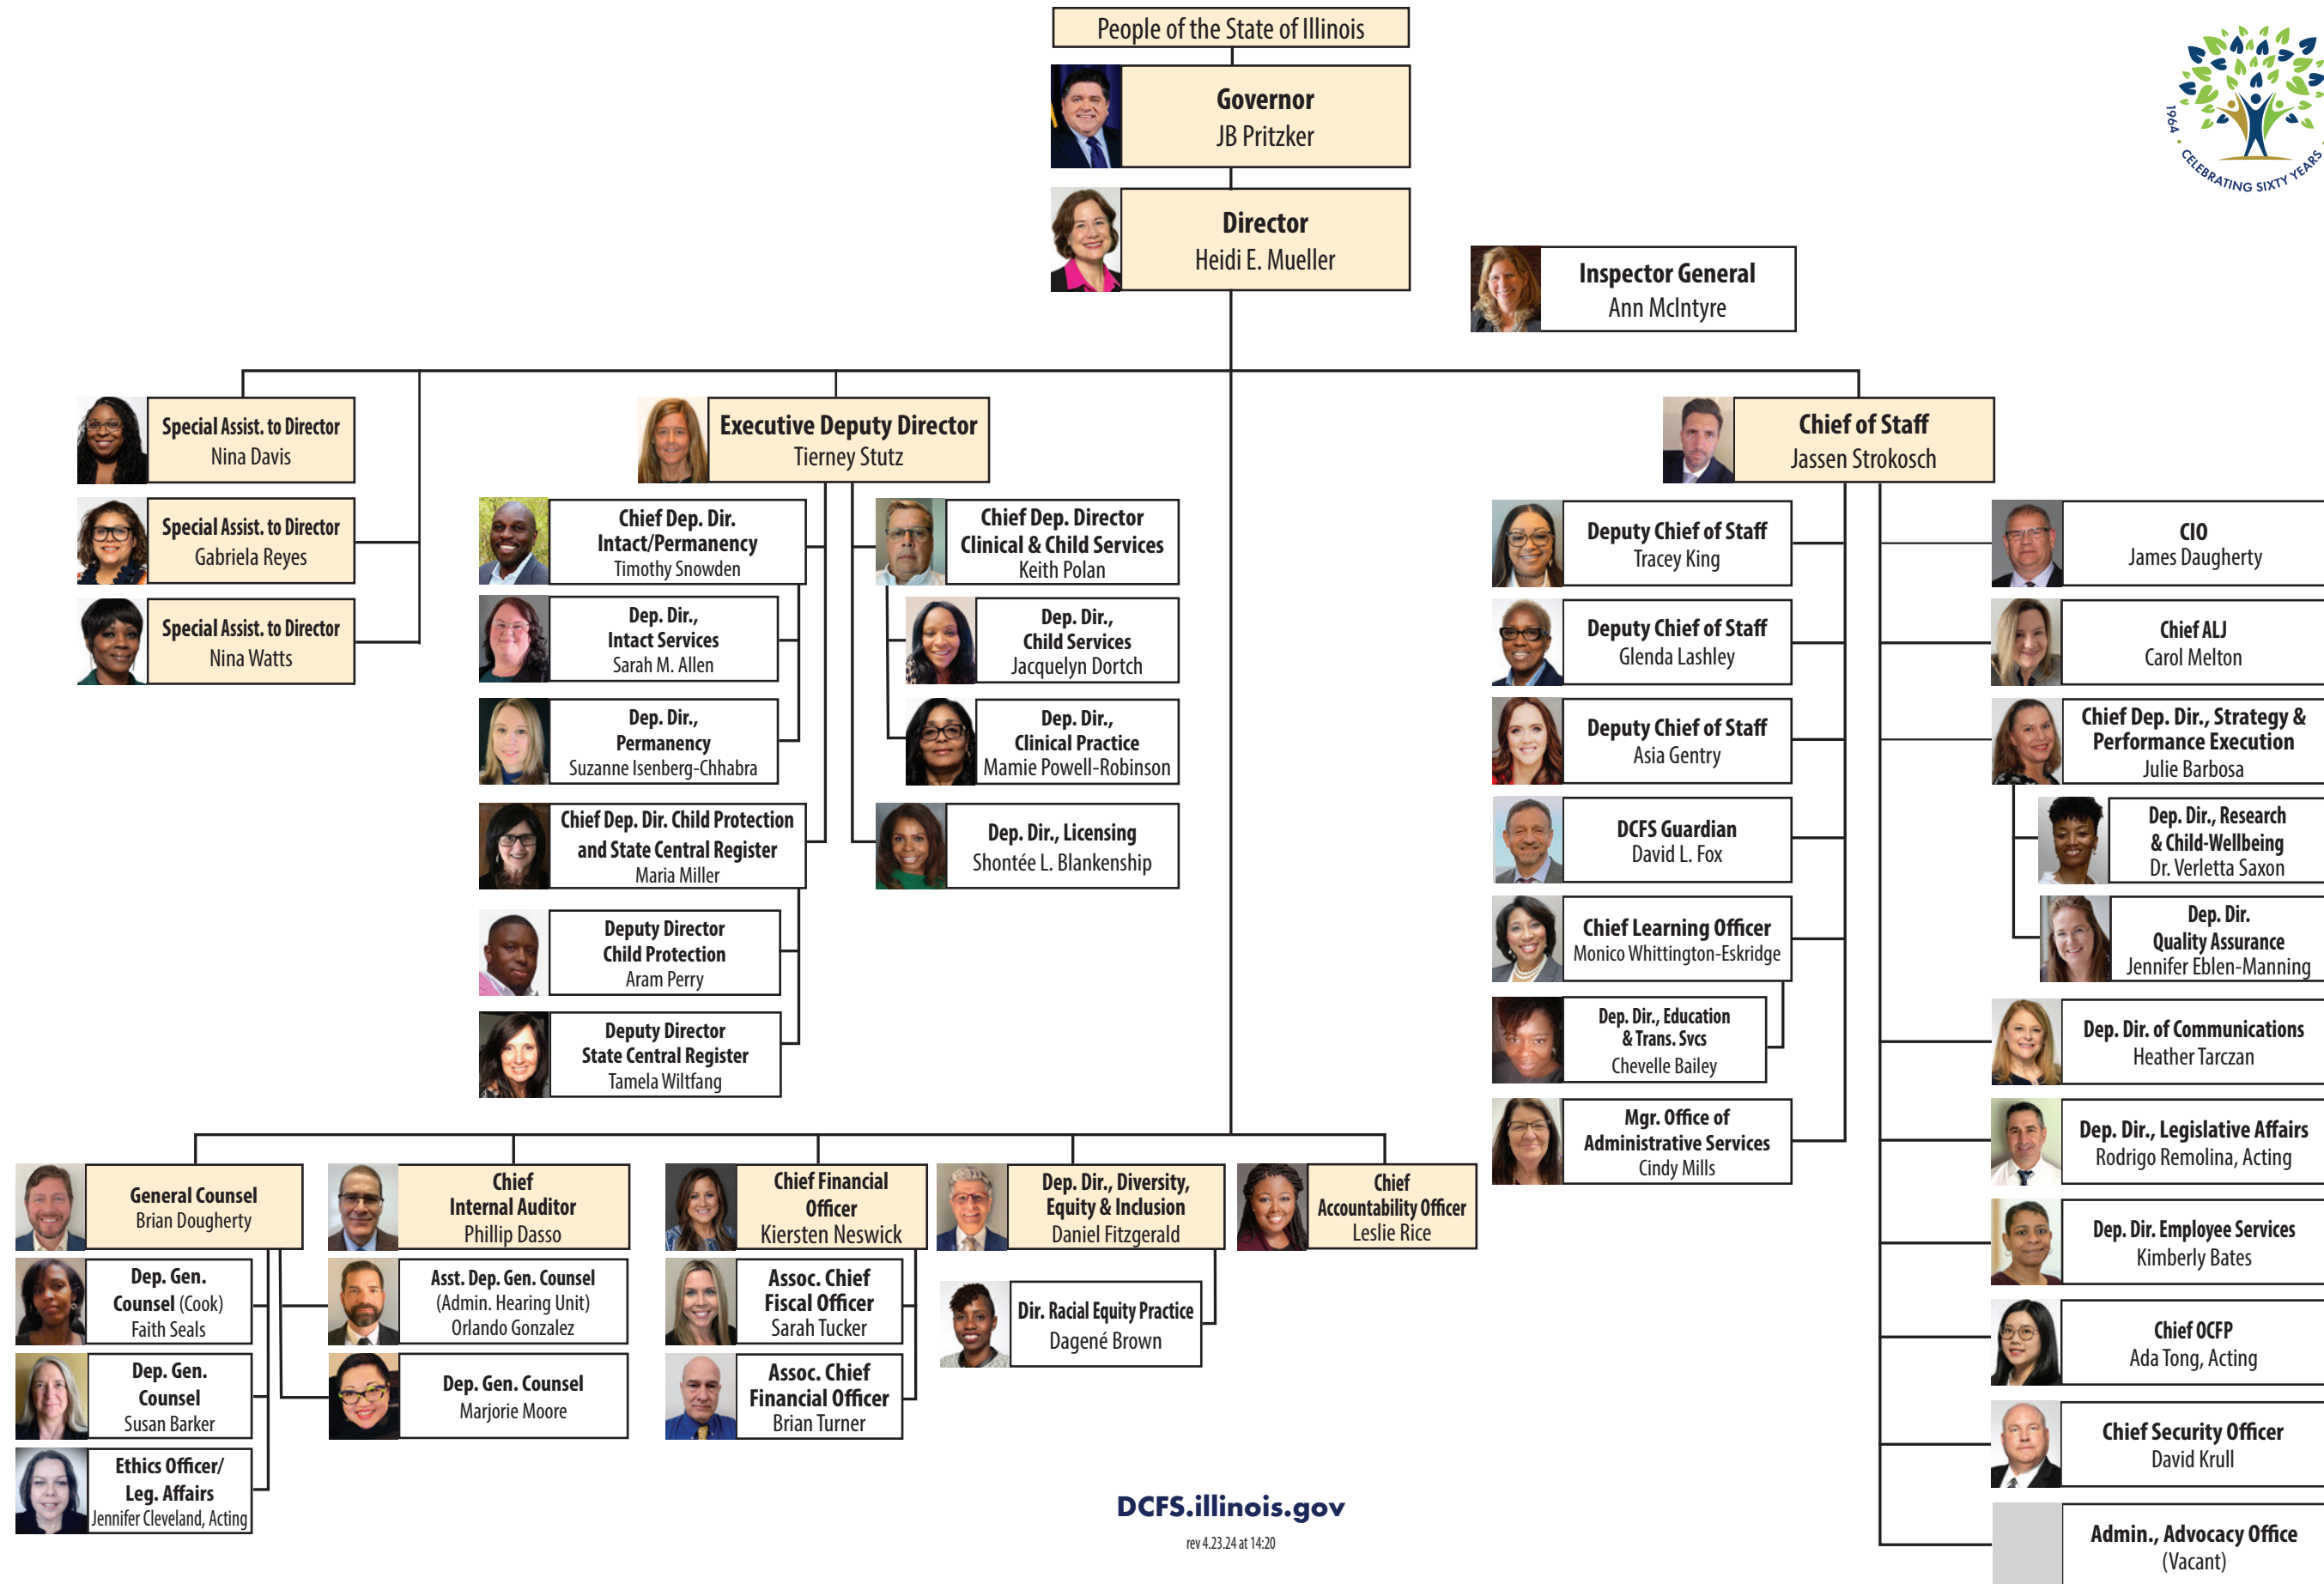 People of the State of Illinois
Governor
JB Pritzker
Director
Heidi E. Mueller
1964 • CELEBRATING SIXTY YEARS •
Inspector General
Ann McIntyre
Special Assist. to Director
Nina Davis
Special Assist. to Director
Gabriela Reyes
Special Assist. to Director
Nina Watts
Executive Deputy Director
Tierney Stutz
Chief Dep. Dir.
Intact/Permanency
Timothy Snowden
Dep. Dir.,
Intact Services
Sarah M. Allen
Dep. Dir.,
Permanency
Suzanne Isenberg-Chhabra
Chief Dep. Dir. Child Protection
and State Central Register
Maria Miller
Deputy Director
Child Protection
Aram Perry
Deputy Director
State Central Register
Tamela Wiltfang
Chief Dep. Director
Clinical & Child Services
Keith Polan
Dep. Dir.,
Child Services
Jacquelyn Dortch
Dep. Dir.,
Clinical Practice
Mamie Powell-Robinson
Dep. Dir., Licensing
Shontée L. Blankenship
Chief of Staff
Jassen Strokosch
Deputy Chief of Staff
Tracey King
Deputy Chief of Staff
Glenda Lashley
Deputy Chief of Staff
Asia Gentry
DCFS Guardian
David L. Fox
Chief Learning Officer
Monico Whittington-Eskridge
Dep. Dir., Education
& Trans. Svcs
Chevelle Bailey
Mgr. Office of
Administrative Services
Cindy Mills
CIO
James Daugherty
Chief ALJ
Carol Melton
Chief Dep. Dir., Strategy &
Performance Execution
Julie Barbosa
Dep. Dir., Research
& Child-Wellbeing
Dr. Verletta Saxon
Dep. Dir.
Quality Assurance
Jennifer Eblen-Manning
Dep. Dir. of Communications
Heather Tarczan
Dep. Dir., Legislative Affairs
Rodrigo Remolina, Acting
Dep. Dir. Employee Services
Kimberly Bates
Chief OCFP
Ada Tong, Acting
Chief Security Officer
David Krull
Admin., Advocacy Office
(Vacant)
General Counsel
Brian Dougherty
Dep. Gen.
Counsel (Cook)
Faith Seals
Dep. Gen.
Counsel
Susan Barker
Ethics Officer/
Leg. Affairs
Jennifer Cleveland, Acting
Chief
Internal Auditor
Phillip Dasso
Asst. Dep. Gen. Counsel
(Admin. Hearing Unit)
Orlando Gonzalez
Dep. Gen. Counsel
Marjorie Moore
Chief Financial
Officer
Kiersten Neswick
Assoc. Chief
Fiscal Officer
Sarah Tucker
Assoc. Chief
Financial Officer
Brian Turner
Dep. Dir., Diversity,
Equity & Inclusion
Daniel Fitzgerald
Dir. Racial Equity Practice
Dagené Brown
Chief
Accountability Officer
Leslie Rice
DCFS.illinois.gov
rev 4.23.24 at 14:20